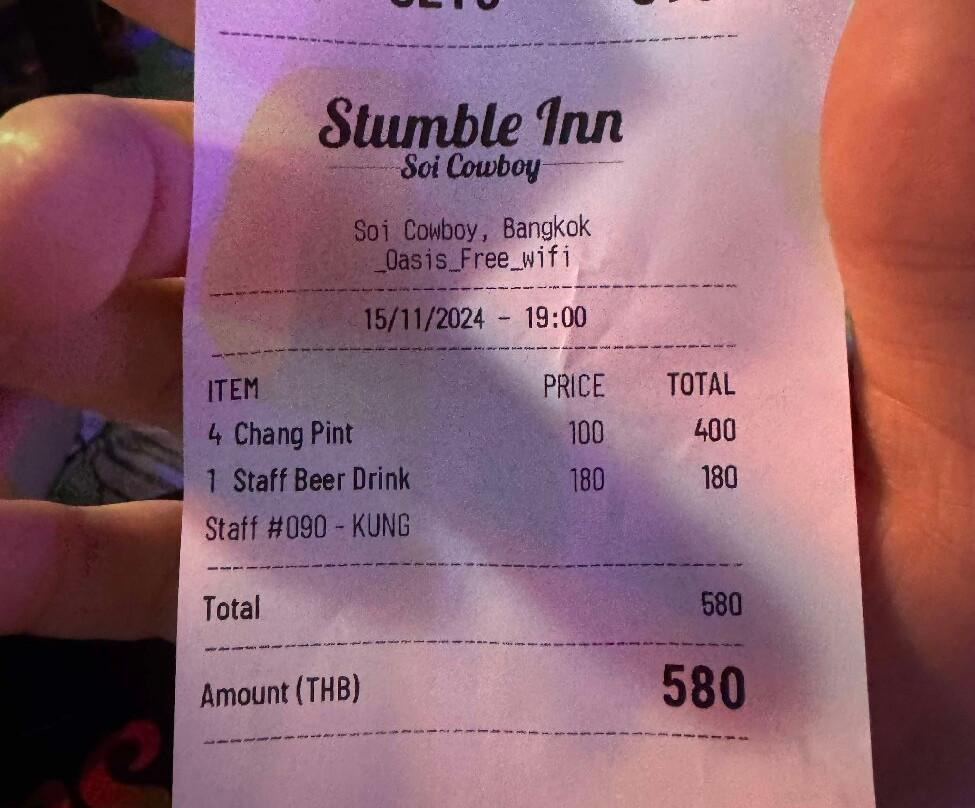 Stumble Inn
Soi Cowboy
Soi Cowboy, Bangkok
_Oasis_Free_wifi
15/11/2024 - 19:00
ITEM PRICE TOTAL
4 Chang Pint 100 400
1 Staff Beer Drink 180 180
Staff #090 - KUNG
Total 580
Amount (THB) 580